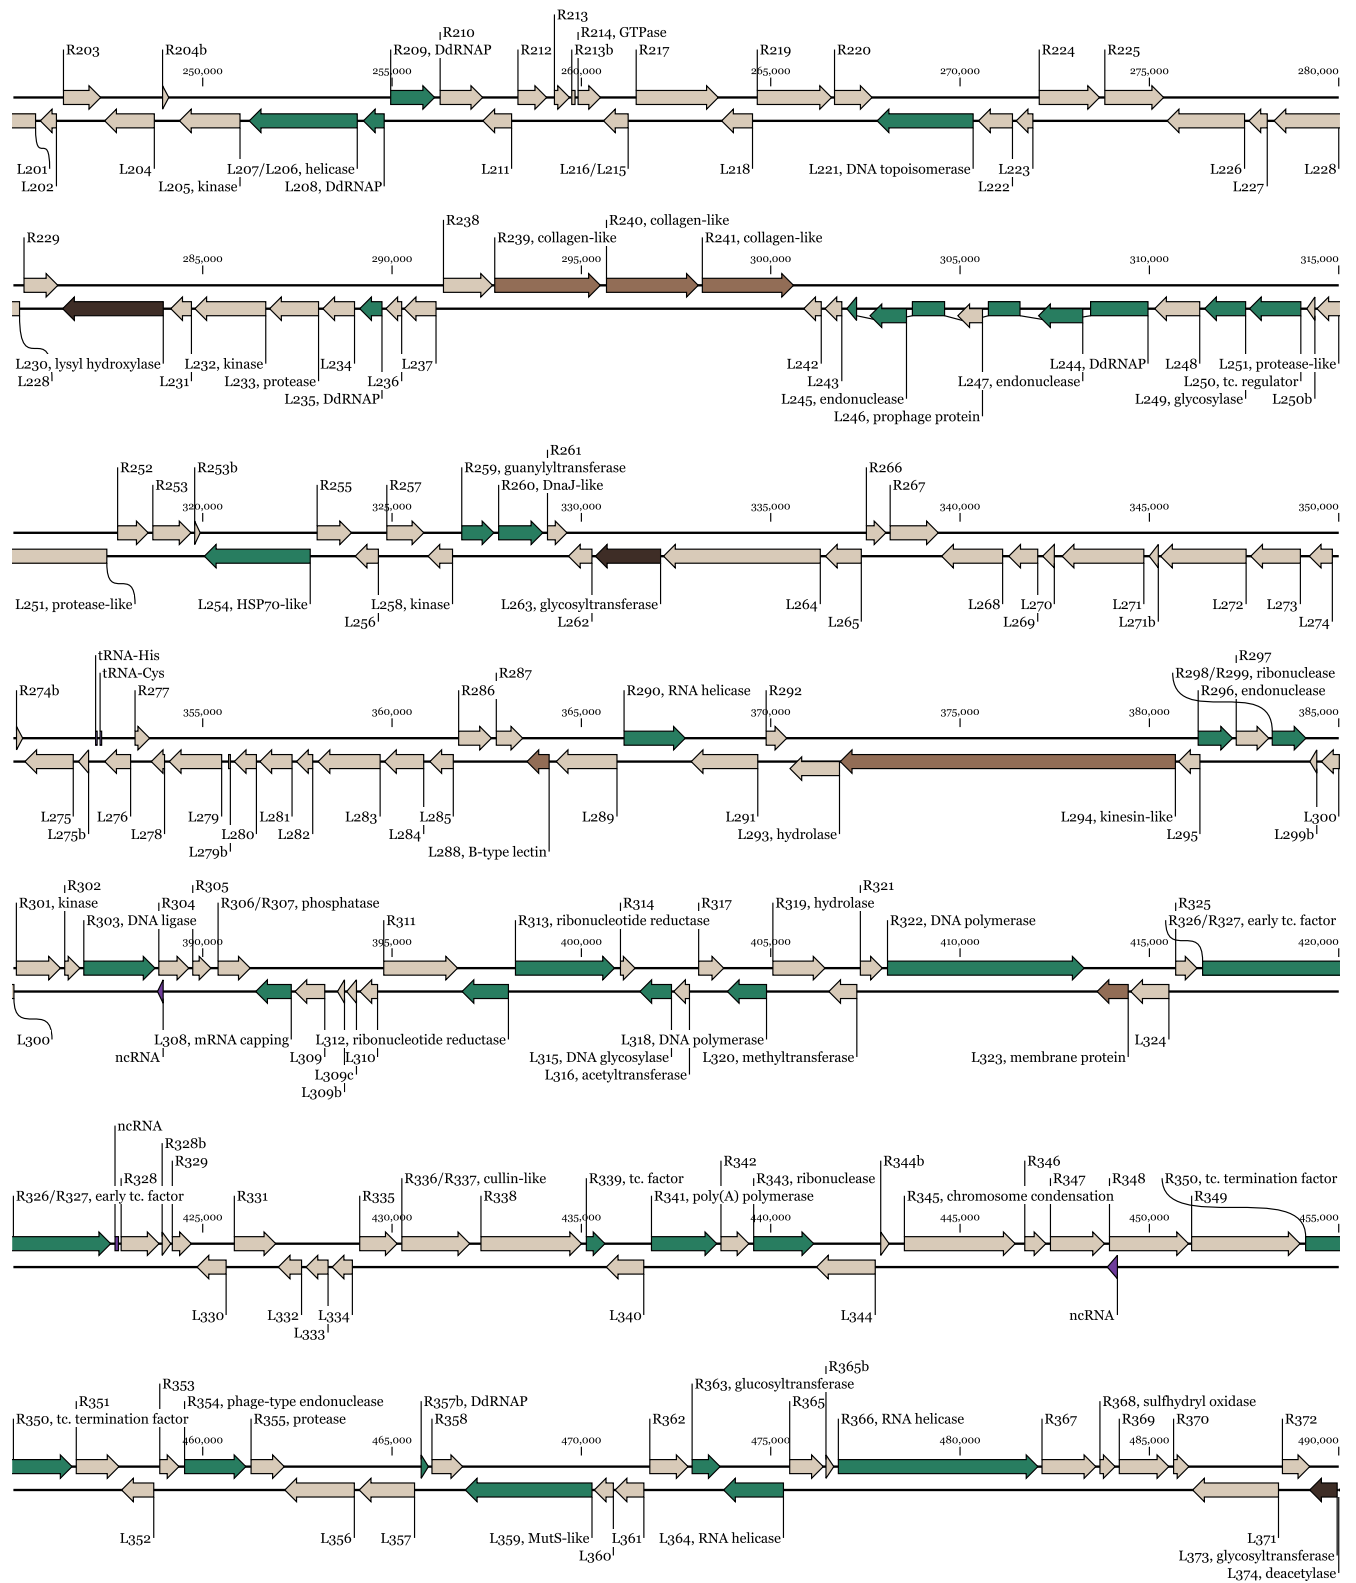 R213
R210 R214, GTPase
R203 R204b R209, DdRNAP R212 R213b R217 R219 R220 R224 R225
250,000 255,000 260,000 265,000 270,000 275,000 280,000
L201 L204 L207/L206, helicase L211 L216/L215 L218 L221, DNA topoisomerase L223 L226 L228
L202 L205, kinase L208, DdRNAP L222 L227
R238 R240, collagen-like
R229 R239, collagen-like R241, collagen-like
285,000 290,000 295,000 300,000 305,000 310,000 315,000
L230, lysyl hydroxylase L232, kinase L234 L237 L242 L244, DdRNAP L248 L251, protease-like
L228 L231 L233, protease L236 L243 L247, endonuclease L250, tc. regulator
L235, DdRNAP L245, endonuclease L249, glycosylase L250b
L246, prophage protein
R261
R252 R253b R259, guanylyltransferase R266
R253 R255 R257 R260, DnaJ-like R267
320,000 325,000 330,000 335,000 340,000 345,000 350,000
L251, protease-like L254, HSP70-like L258, kinase L263, glycosyltransferase L264 L268 L270 L271 L272 L273
L256 L262 L265 L269 L271b L274
tRNA-His R297
tRNA-Cys R287 R298/R299, ribonuclease
R274b R277 R286 R290, RNA helicase R292 R296, endonuclease
355,000 360,000 365,000 370,000 375,000 380,000 385,000
L275 L276 L279 L281 L283 L285 L289 L291 L294, kinesin-like L300
L275b L278 L280 L282 L284 L293, hydrolase L295 L299b
L279b L288, B-type lectin
R302 R305 R321
R301, kinase R304 R306/R307, phosphatase R314 R317 R319, hydrolase R325
R303, DNA ligase R311 R313, ribonucleotide reductase R322, DNA polymerase R326/R327, early tc. factor
390,000 395,000 400,000 405,000 410,000 415,000 420,000
L300 L308, mRNA capping L312, ribonucleotide reductase L318, DNA polymerase L324
ncRNA L309 L310 L315, DNA glycosylase L320, methyltransferase L323, membrane protein
L309c L316, acetyltransferase
L309b
ncRNA
R328b
R329 R342 R344b R346
R328 R336/R337, cullin-like R339, tc. factor R343, ribonuclease R347 R348 R350, tc. termination factor
R326/R327, early tc. factor R331 R335 R338 R341, poly(A) polymerase R345, chromosome condensation R349
425,000 430,000 435,000 440,000 445,000 450,000 455,000
L330 L332 L334 L340 L344 ncRNA
L333
R365b
R353 R363, glucosyltransferase
R351 R354, phage-type endonuclease R357b, DdRNAP R365 R368, sulfhydryl oxidase
R350, tc. termination factor R355, protease R358 R362 R366, RNA helicase R367 R369 R370 R372
460,000 465,000 470,000 475,000 480,000 485,000 490,000
L352 L356 L357 L359, MutS-like L361 L364, RNA helicase L371
L360 L373, glycosyltransferase
L374, deacetylase